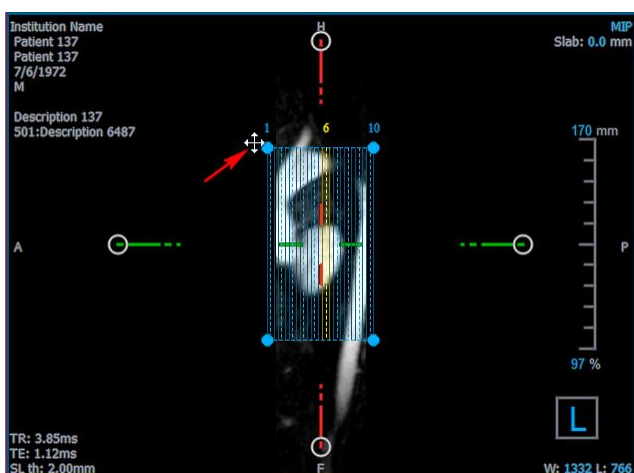 Institution Name
Patient 137
Patient 137
7/6/1972
M
Description 137
501:Description 6487
H
MIP
Slab: 0.0 mm
1
6
10
170 mm
A
P
97 %
L
TR: 3.85ms
TE: 1.12ms
SL th: 2.00mm
F
W: 1332 L: 766